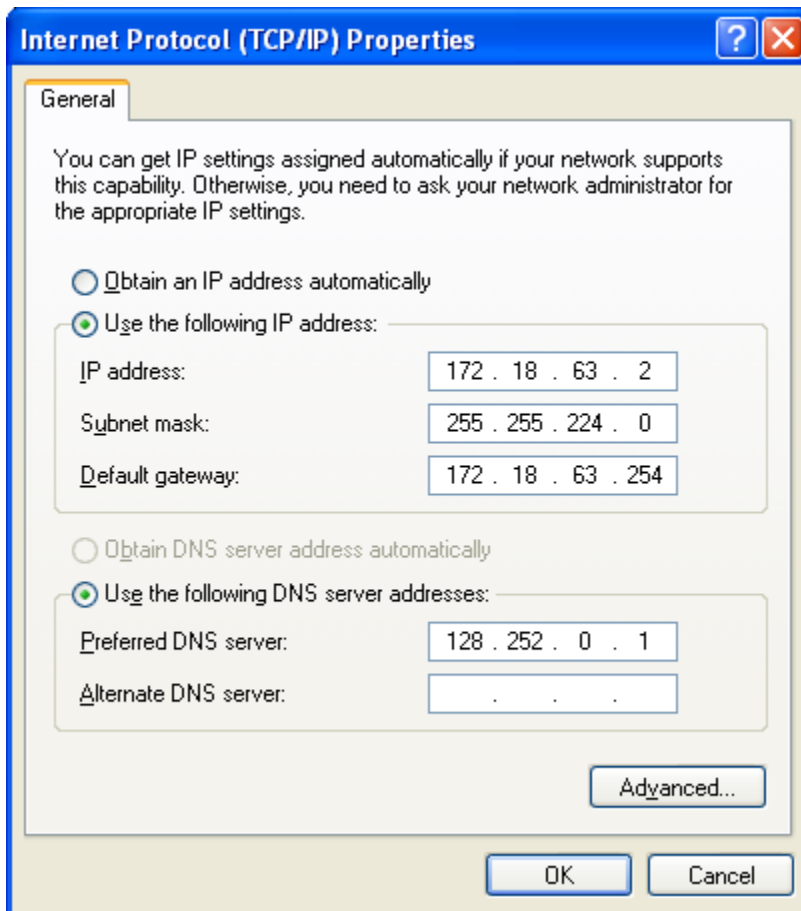 Internet Protocol (TCP/IP) Properties
General
You can get IP settings assigned automatically if your network supports
this capability. Otherwise, you need to ask your network administrator for
the appropriate IP settings.
Obtain an IP address automatically
Use the following IP address:
IP address: 172 . 18 . 63 . 2
Subnet mask: 255 . 255 . 224 . 0
Default gateway: 172 . 18 . 63 . 254
Obtain DNS server address automatically
Use the following DNS server addresses:
Preferred DNS server: 128 . 252 . 0 . 1
Alternate DNS server: . . .
Advanced...
OK Cancel